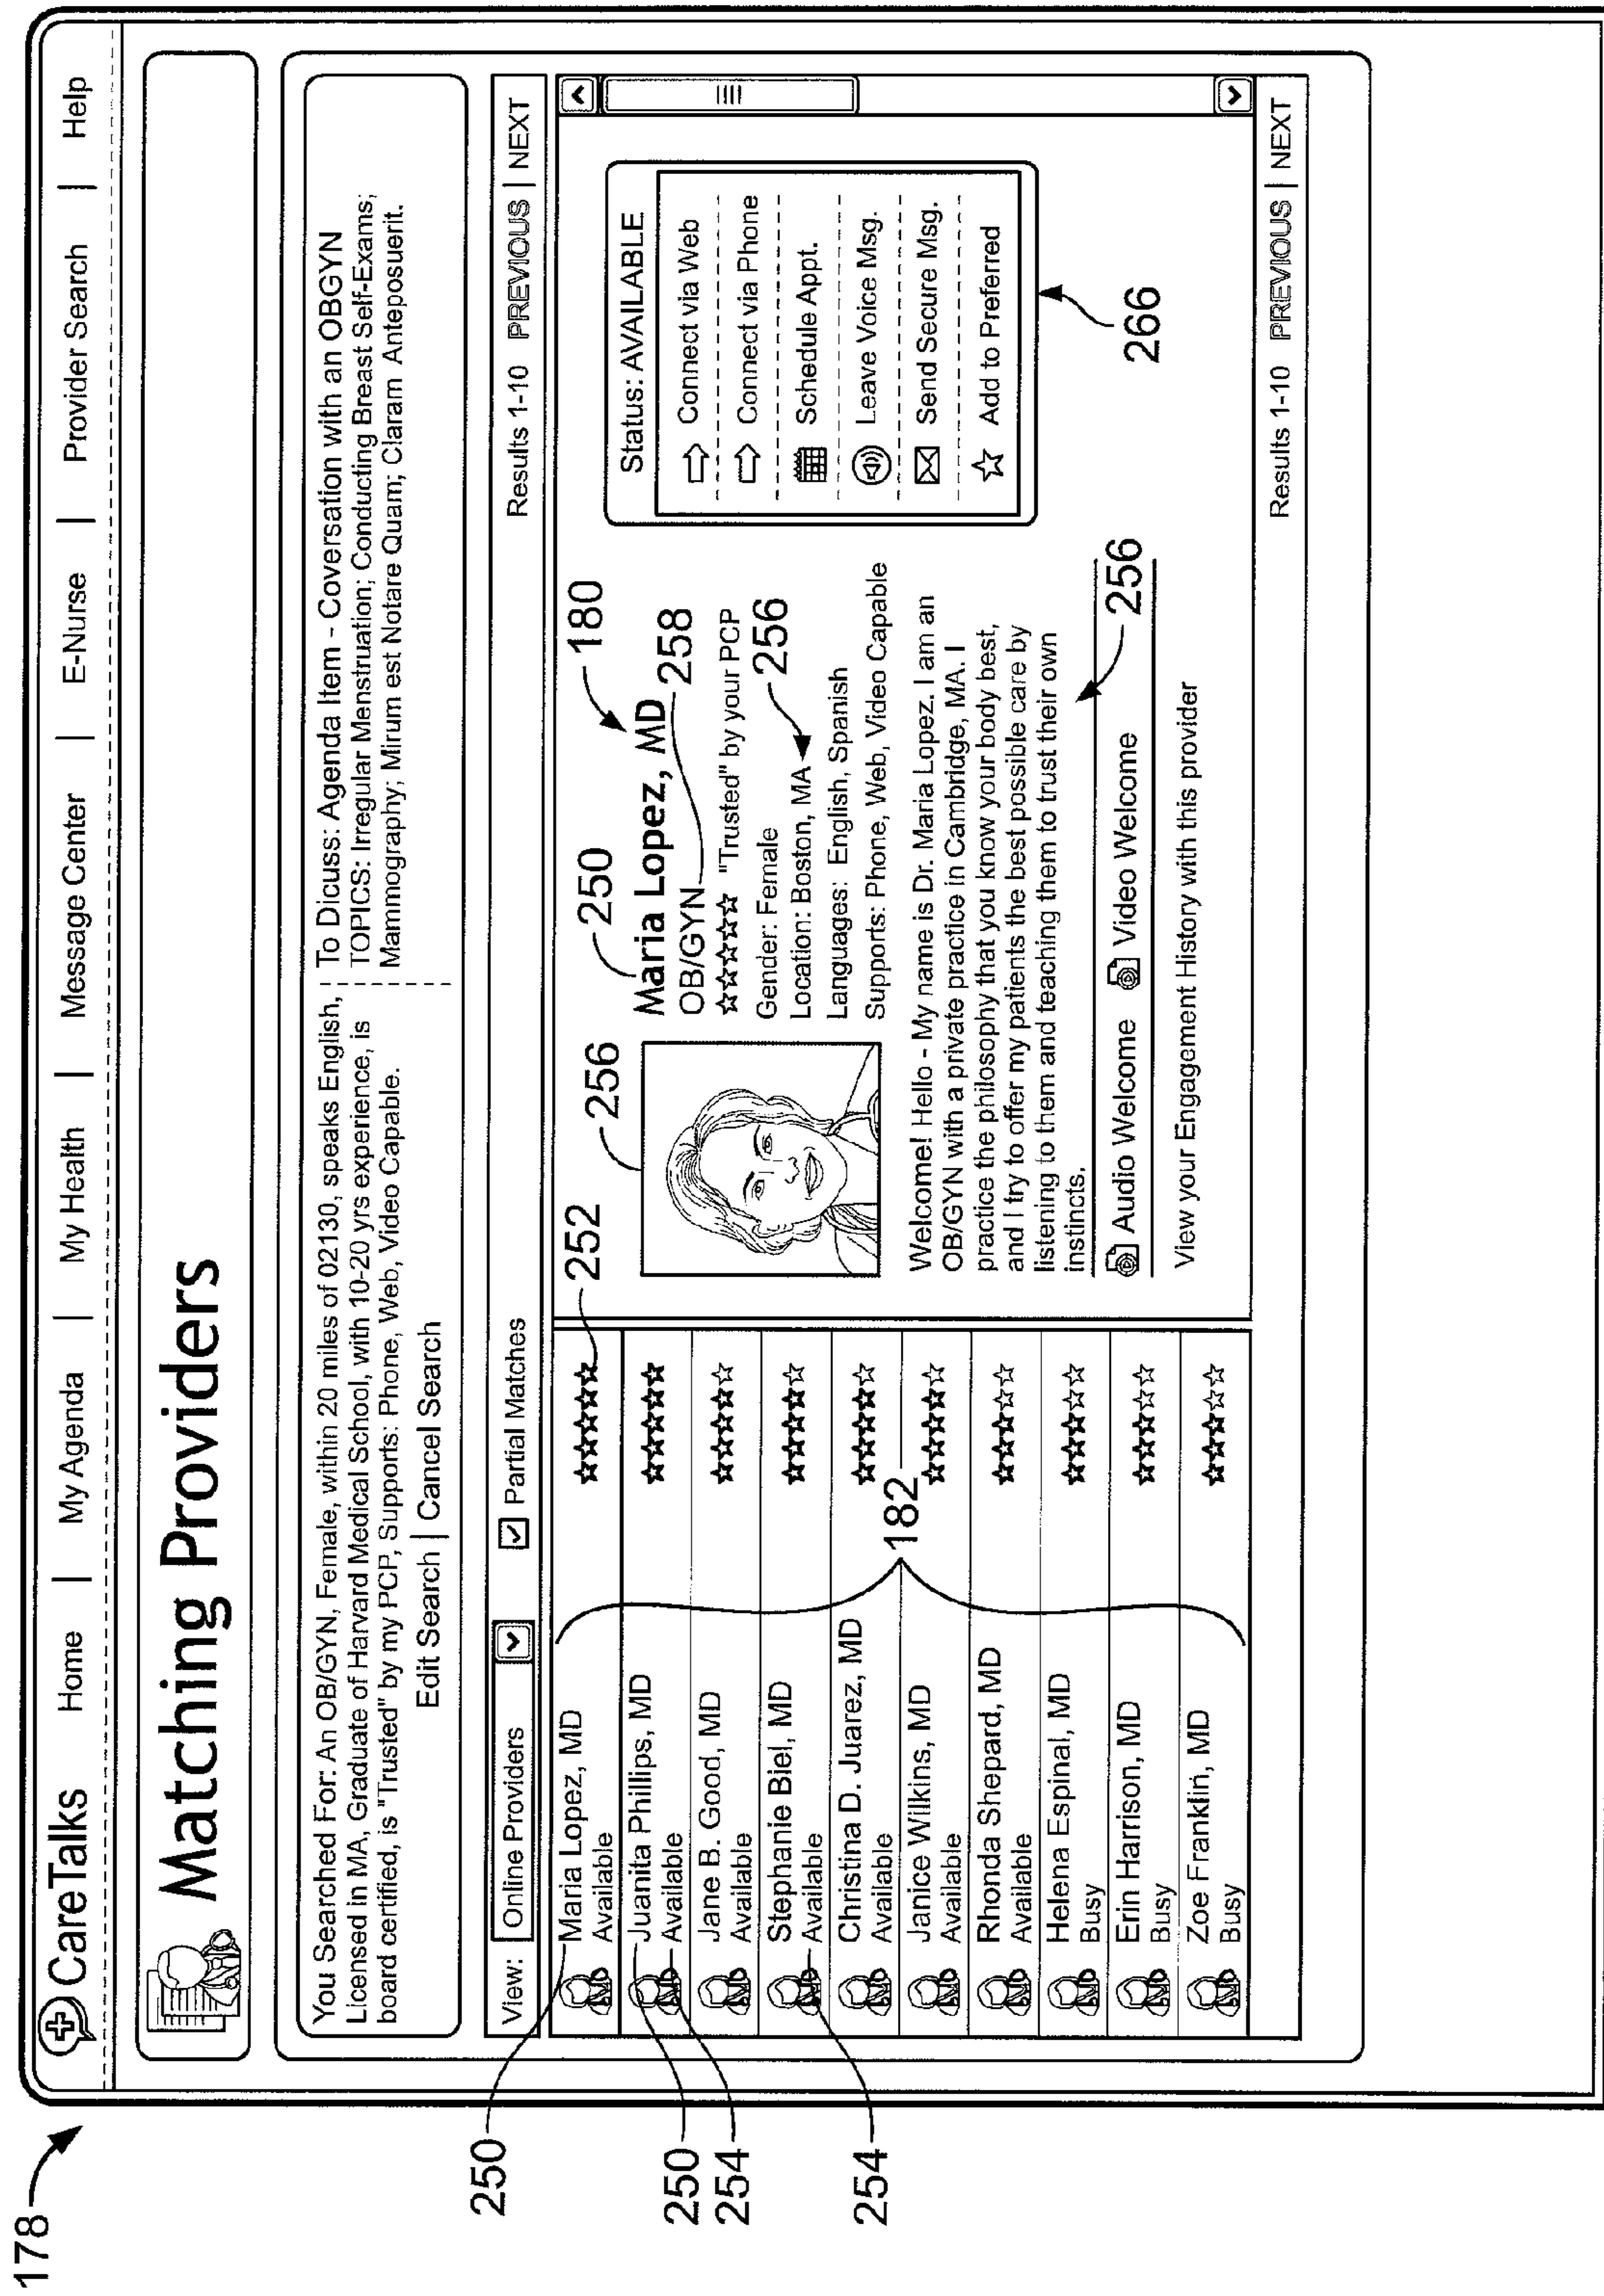 178
CareTalks Home | My Agenda | My Health | Message Center | E-Nurse | Provider Search | Help
Matching Providers
You Searched For: An OB/GYN, Female, within 20 miles of 02130, speaks English,
Licensed in MA, Graduate of Harvard Medical School, with 10-20 yrs experience, is
board certified, is "Trusted" by my PCP, Supports: Phone, Web, Video Capable.
Edit Search | Cancel Search
To Dicuss: Agenda Item - Coversation with an OBGYN
TOPICS: Irregular Menstruation; Conducting Breast Self-Exams;
Mammography; Mirum est Notare Quam; Claram Anteposuerit.
View: Online Providers Partial Matches
Results 1-10 PREVIOUS | NEXT
250
Maria Lopez, MD
Available
252
250
Juanita Phillips, MD
254
Available
Jane B. Good, MD
Available
Stephanie Biel, MD
254
Available
Christina D. Juarez, MD
Available
182
Janice Wilkins, MD
Available
Rhonda Shepard, MD
Available
Helena Espinal, MD
Busy
Erin Harrison, MD
Busy
Zoe Franklin, MD
Busy
256
250
180
Maria Lopez, MD
OB/GYN
258
"Trusted" by your PCP
Gender: Female
Location: Boston, MA
256
Languages: English, Spanish
Supports: Phone, Web, Video Capable
Welcome! Hello - My name is Dr. Maria Lopez. I am an
OB/GYN with a private practice in Cambridge, MA. I
practice the philosophy that you know your body best,
and I try to offer my patients the best possible care by
listening to them and teaching them to trust their own
instincts.
256
Audio Welcome Video Welcome
View your Engagement History with this provider
Status: AVAILABLE
Connect via Web
Connect via Phone
Schedule Appt.
Leave Voice Msg.
Send Secure Msg.
Add to Preferred
266
Results 1-10 PREVIOUS | NEXT